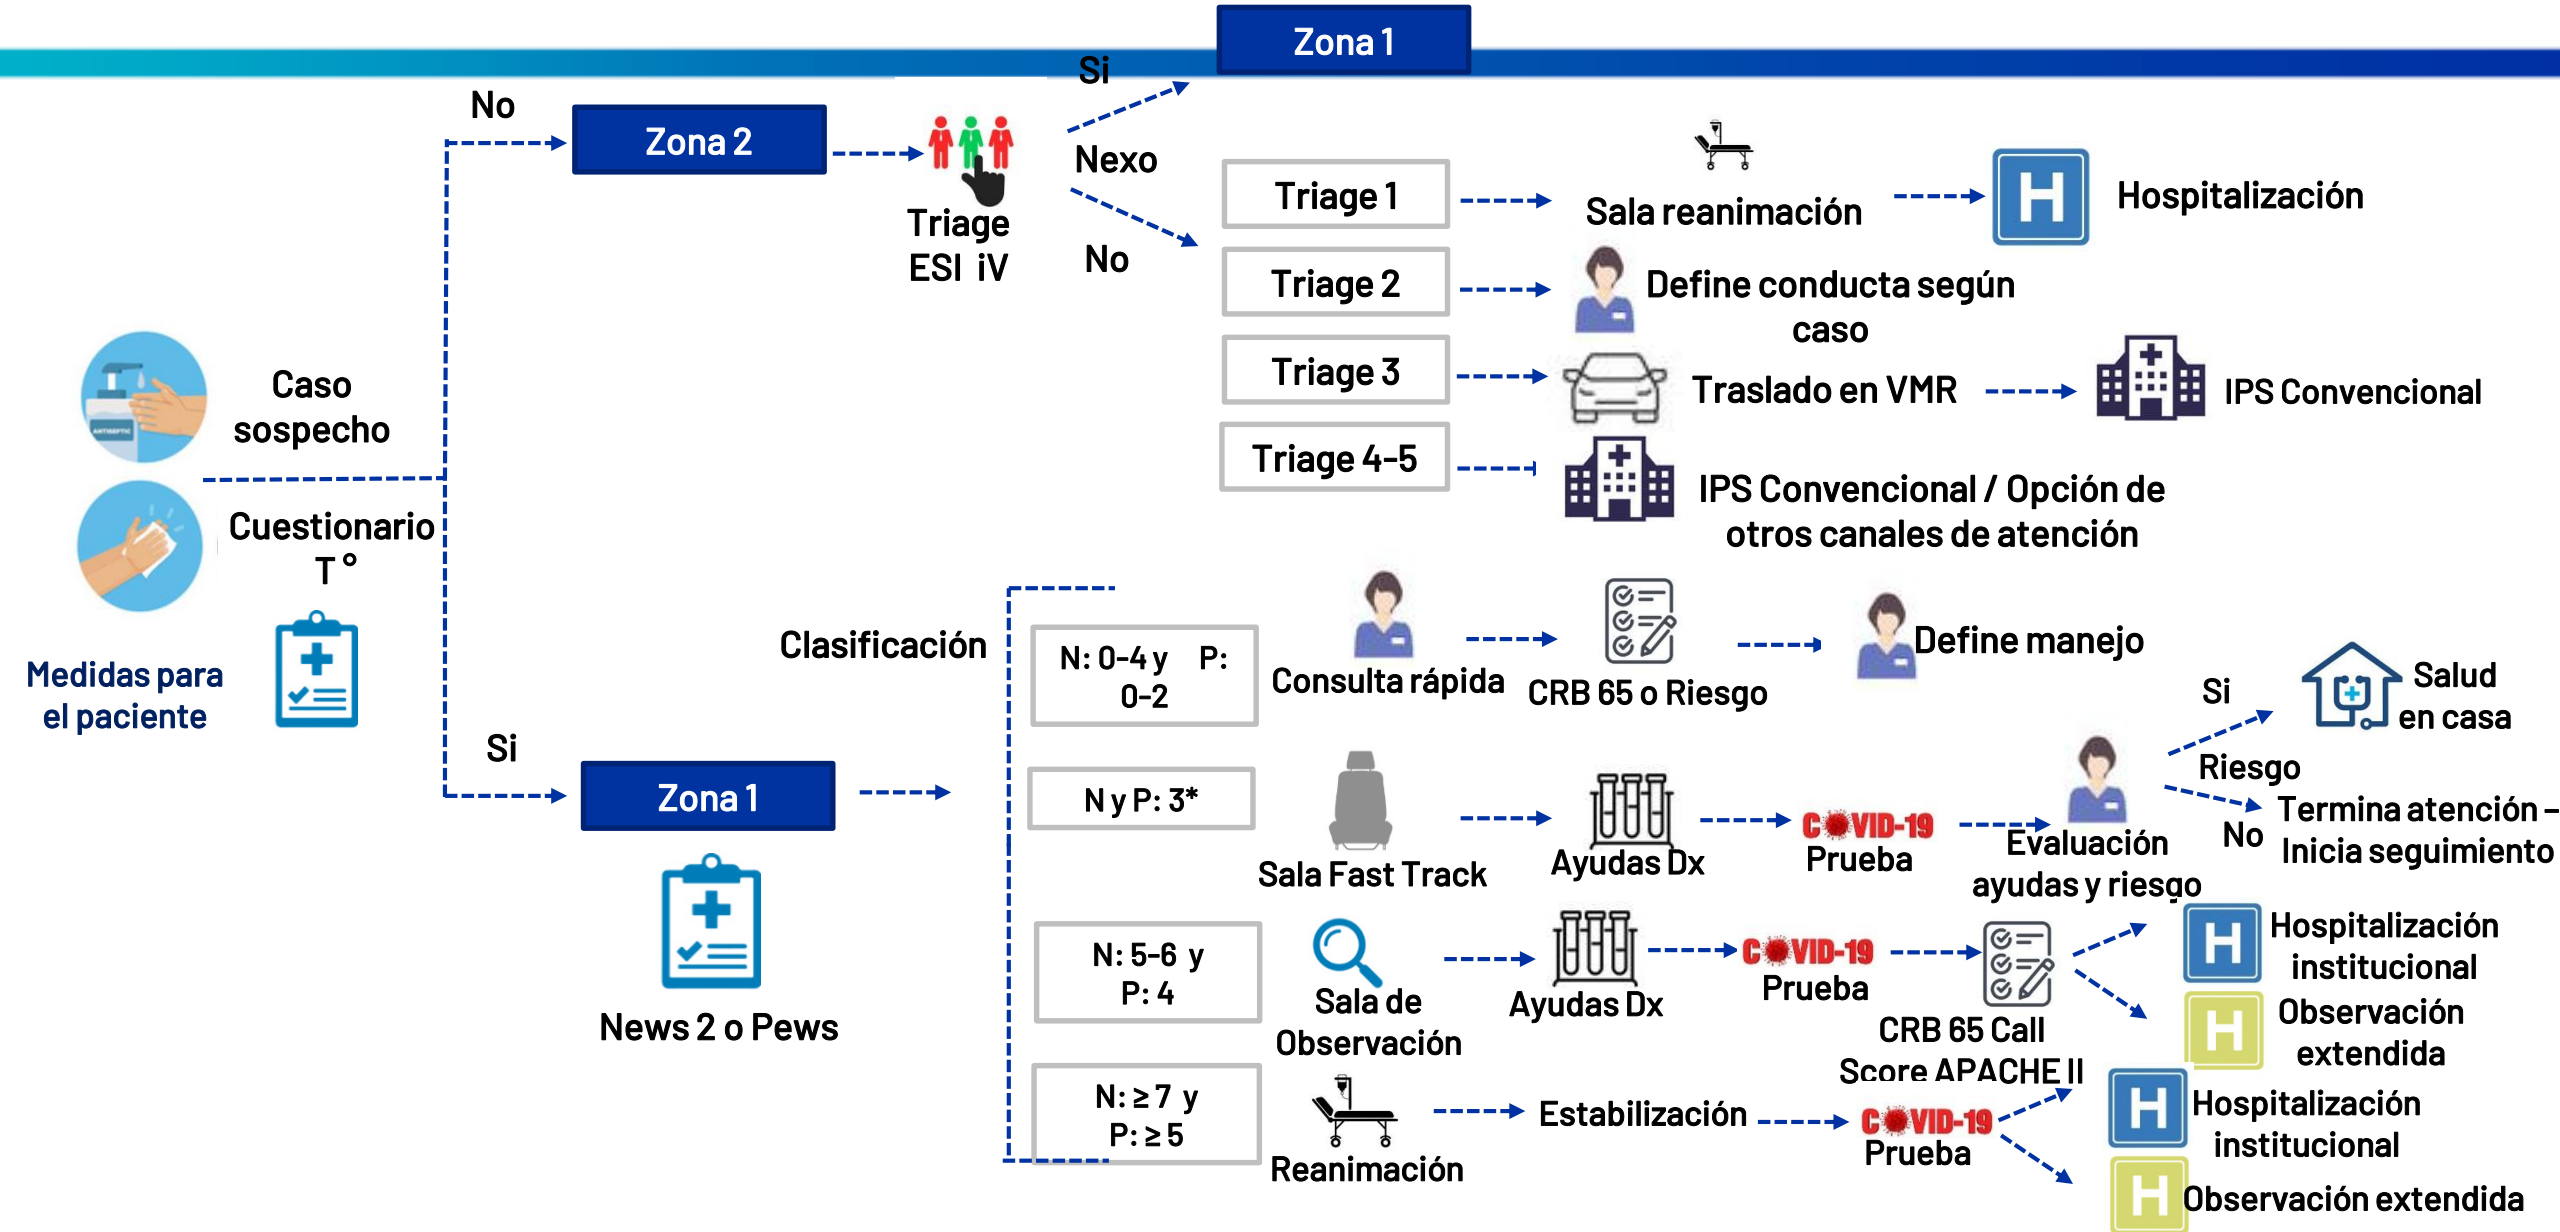 Zona 1
Si
No
Zona 2
Nexo
Triage
ESI iV
No
Triage 1
Sala reanimación
H
Hospitalización
Triage 2
Define conducta según
caso
Triage 3
Traslado en VMR
IPS Convencional
Triage 4-5
IPS Convencional / Opción de
otros canales de atención
ANTISEPTIC
Caso
sospecho
Cuestionario
T °
Medidas para
el paciente
Si
Zona 1
News 2 o Pews
Clasificación
N: 0-4 y P:
0-2
Consulta rápida
CRB 65 o Riesgo
Define manejo
N y P: 3*
Sala Fast Track
Ayudas Dx
COVID-19
Prueba
Evaluación
ayudas y riesgo
Si
Riesgo
No
Salud
en casa
Termina atención –
Inicia seguimiento
N: 5-6 y
P: 4
Sala de
Observación
Ayudas Dx
COVID-19
Prueba
CRB 65 Call
Score APACHE II
H
Hospitalización
institucional
H
Observación
extendida
N: ≥ 7 y
P: ≥ 5
Reanimación
Estabilización
COVID-19
Prueba
H
Hospitalización
institucional
H
Observación extendida